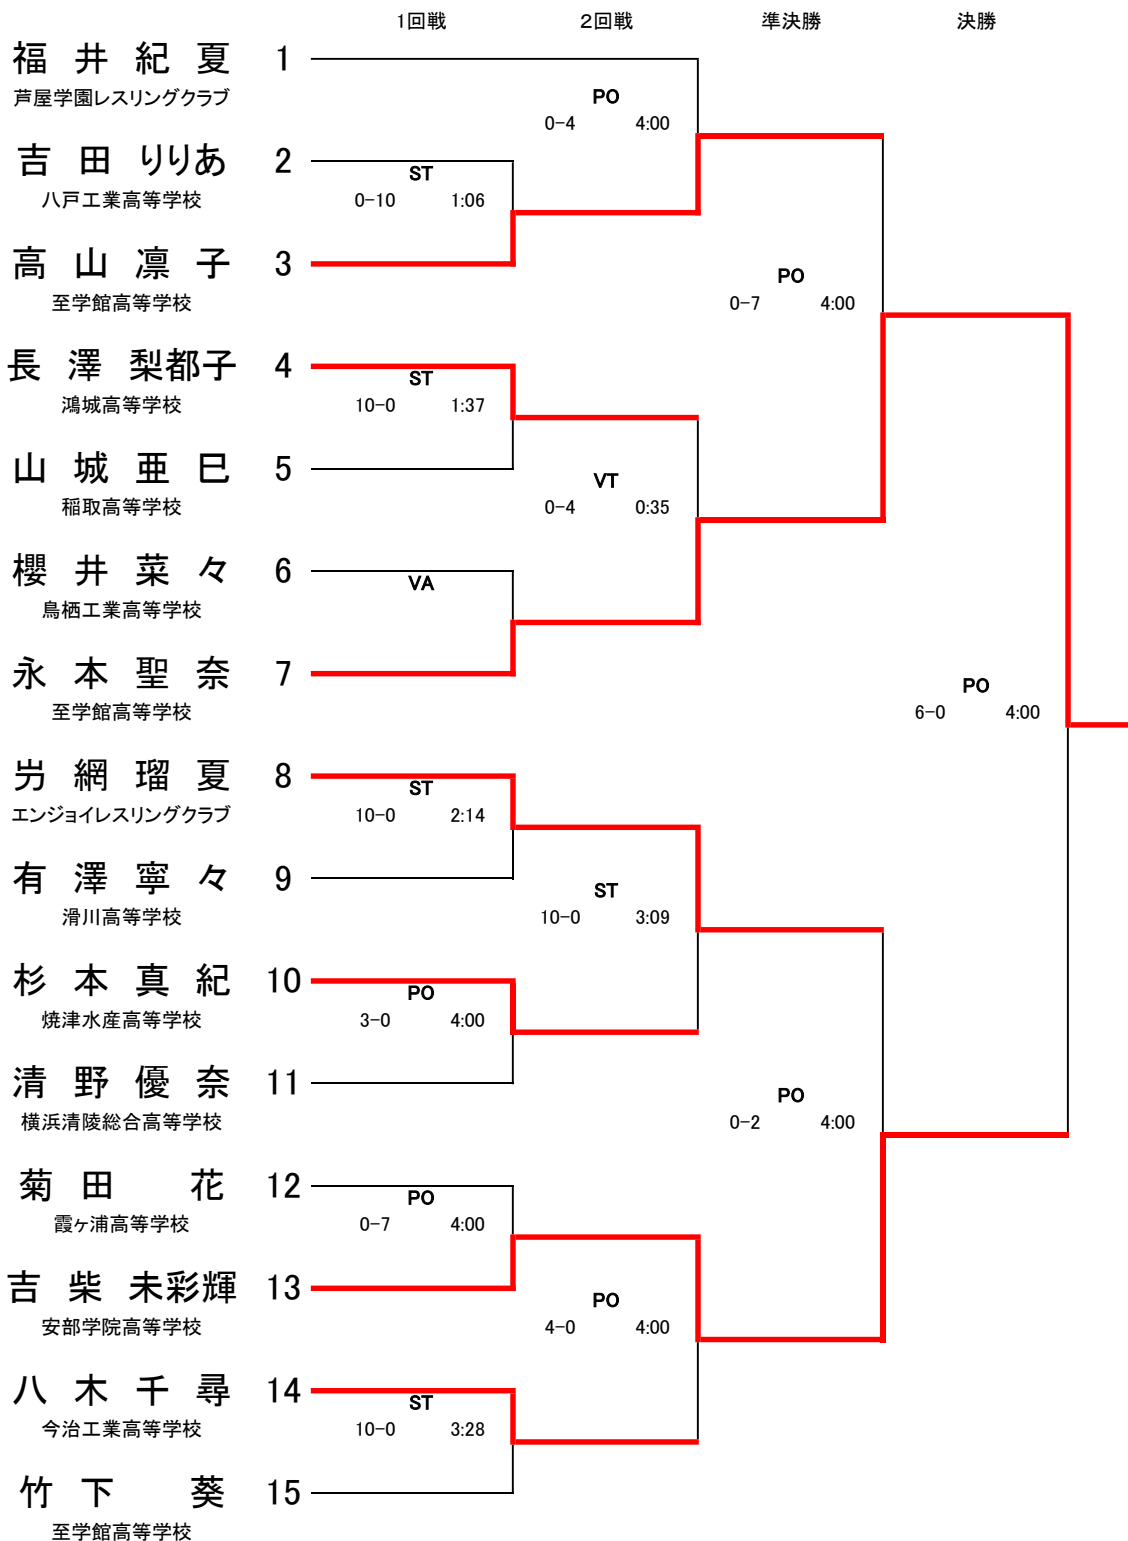 1回戦 2回戦 準決勝 決勝
福井紀夏 1
芦屋学園レスリングクラブ
PO
0-4 4:00
吉田りりあ 2
八戸工業高等学校
ST
0-10 1:06
高山凛子 3
至学館高等学校
PO
0-7 4:00
長澤梨都子 4
鴻城高等学校
ST
10-0 1:37
山城亜巳 5
稲取高等学校
VT
0-4 0:35
櫻井菜々 6
鳥栖工業高等学校
VA
永本聖奈 7
至学館高等学校
PO
6-0 4:00
屶網瑠夏 8
エンジョイレスリングクラブ
ST
10-0 2:14
有澤寧々 9
滑川高等学校
ST
10-0 3:09
杉本真紀 10
焼津水産高等学校
PO
3-0 4:00
清野優奈 11
横浜清陵総合高等学校
PO
0-2 4:00
菊田花 12
霞ヶ浦高等学校
PO
0-7 4:00
吉柴未彩輝 13
安部学院高等学校
PO
4-0 4:00
八木千尋 14
今治工業高等学校
ST
10-0 3:28
竹下葵 15
至学館高等学校